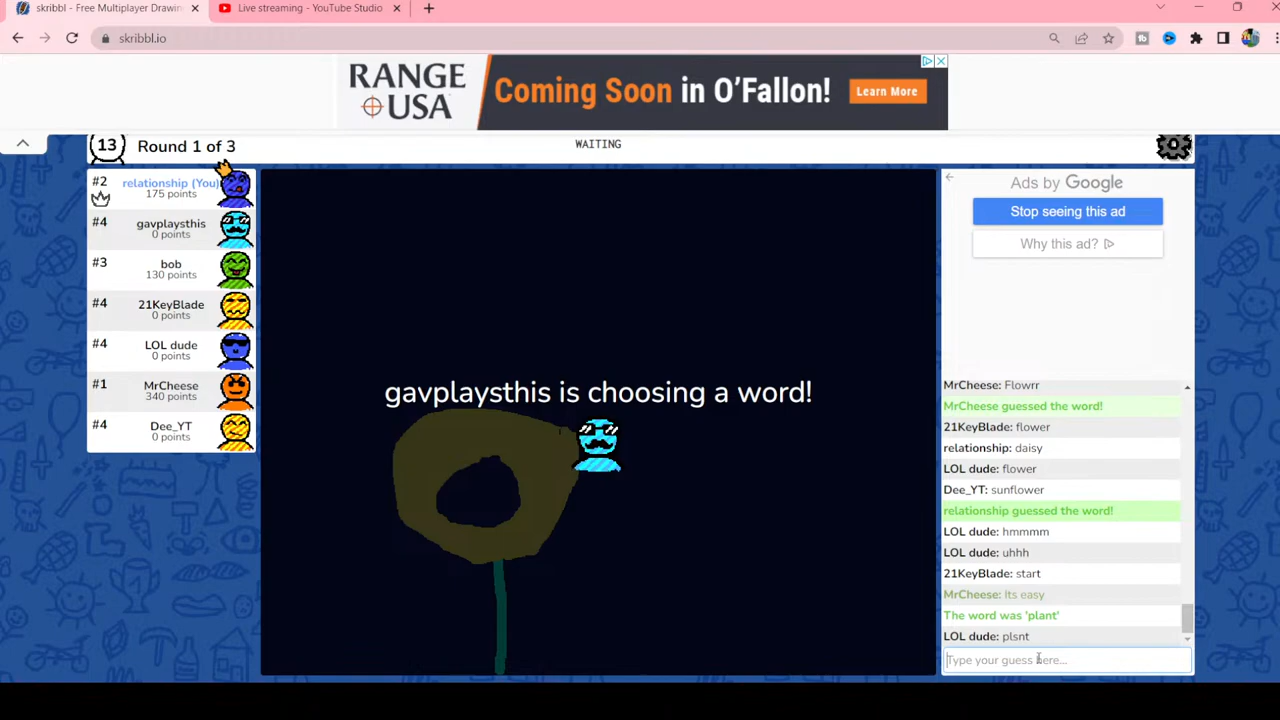 skribbl - Free Multiplayer Drawin
Live streaming - YouTube Studio
skribbl.io
RANGE
USA
Coming Soon in O'Fallon!
Learn More
13
Round 1 of 3
WAITING
#2
relationship (You)
175 points
#4
gavplaysthis
0 points
#3
bob
130 points
#4
21KeyBlade
0 points
#4
LOL dude
0 points
#1
MrCheese
340 points
#4
Dee_YT
0 points
gavplaysthis is choosing a word!
Ads by Google
Stop seeing this ad
Why this ad?
MrCheese: Flowrr
MrCheese guessed the word!
21KeyBlade: flower
relationship: daisy
LOL dude: flower
Dee_YT: sunflower
relationship guessed the word!
LOL dude: hmmmm
LOL dude: uhhh
21KeyBlade: start
MrCheese: Its easy
The word was 'plant'
LOL dude: plsnt
Type your guess here...